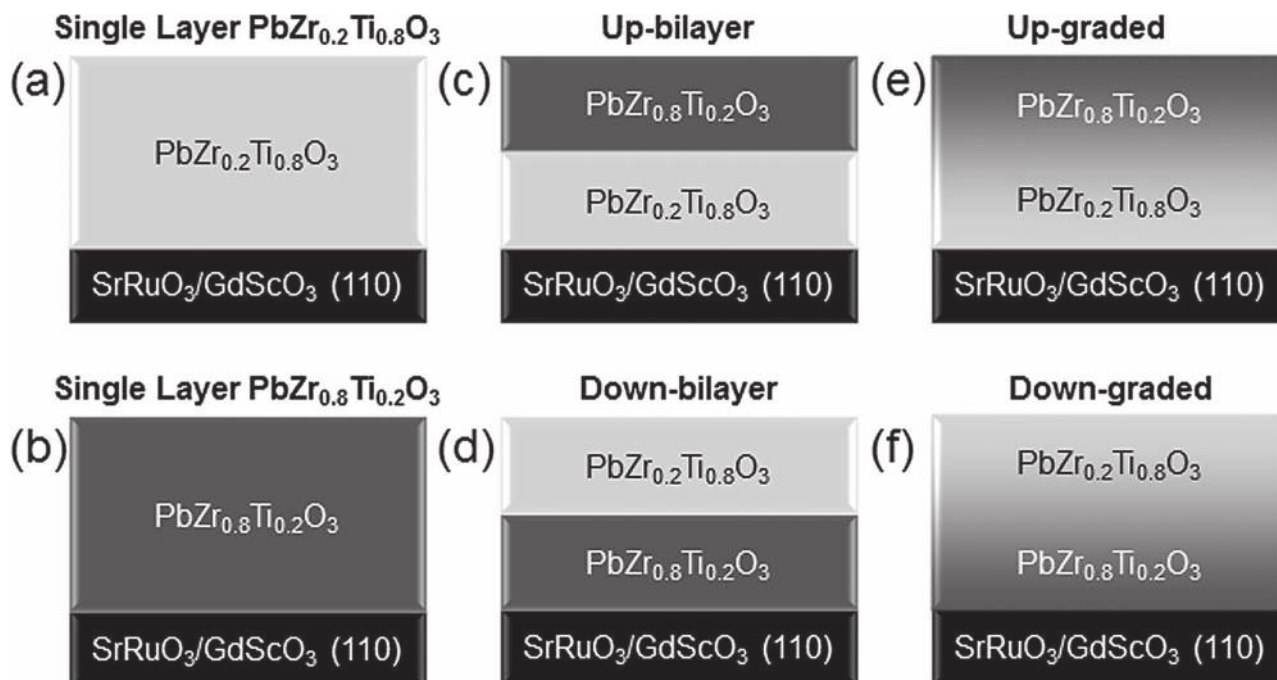 Single Layer PbZr₀.₂Ti₀.₈O₃
(a)
PbZr₀.₂Ti₀.₈O₃
SrRuO₃/GdScO₃ (110)
Up-bilayer
(c)
PbZr₀.₈Ti₀.₂O₃
PbZr₀.₂Ti₀.₈O₃
SrRuO₃/GdScO₃ (110)
Up-graded
(e)
PbZr₀.₈Ti₀.₂O₃
PbZr₀.₂Ti₀.₈O₃
SrRuO₃/GdScO₃ (110)
Single Layer PbZr₀.₈Ti₀.₂O₃
(b)
PbZr₀.₈Ti₀.₂O₃
SrRuO₃/GdScO₃ (110)
Down-bilayer
(d)
PbZr₀.₂Ti₀.₈O₃
PbZr₀.₈Ti₀.₂O₃
SrRuO₃/GdScO₃ (110)
Down-graded
(f)
PbZr₀.₂Ti₀.₈O₃
PbZr₀.₈Ti₀.₂O₃
SrRuO₃/GdScO₃ (110)